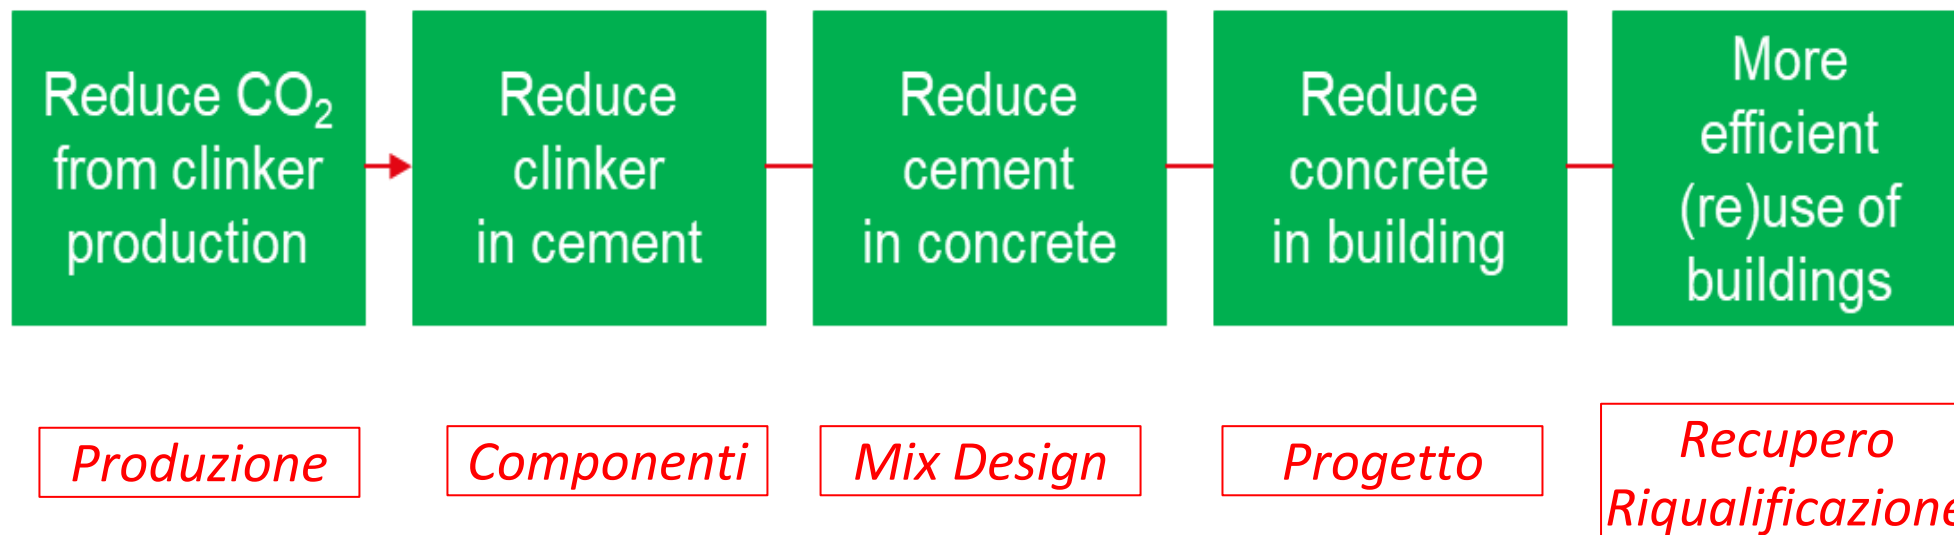 Reduce CO₂
from clinker
production
Reduce
clinker
in cement
Reduce
cement
in concrete
Reduce
concrete
in building
More
efficient
(re)use of
buildings
Produzione
Componenti
Mix Design
Progetto
Recupero
Riqualificazione